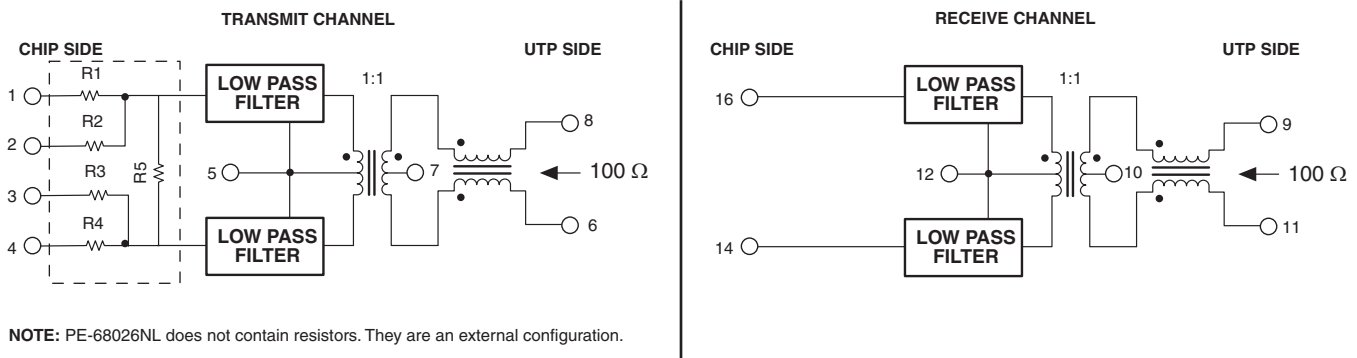 TRANSMIT CHANNEL
CHIP SIDE
UTP SIDE
R1
1
R2
2
R3
3
R4
4
R5
LOW PASS
FILTER
1:1
5
7
8
100 Ω
6
LOW PASS
FILTER
NOTE: PE-68026NL does not contain resistors. They are an external configuration.
RECEIVE CHANNEL
CHIP SIDE
UTP SIDE
16
LOW PASS
FILTER
1:1
12
10
9
100 Ω
11
14
LOW PASS
FILTER